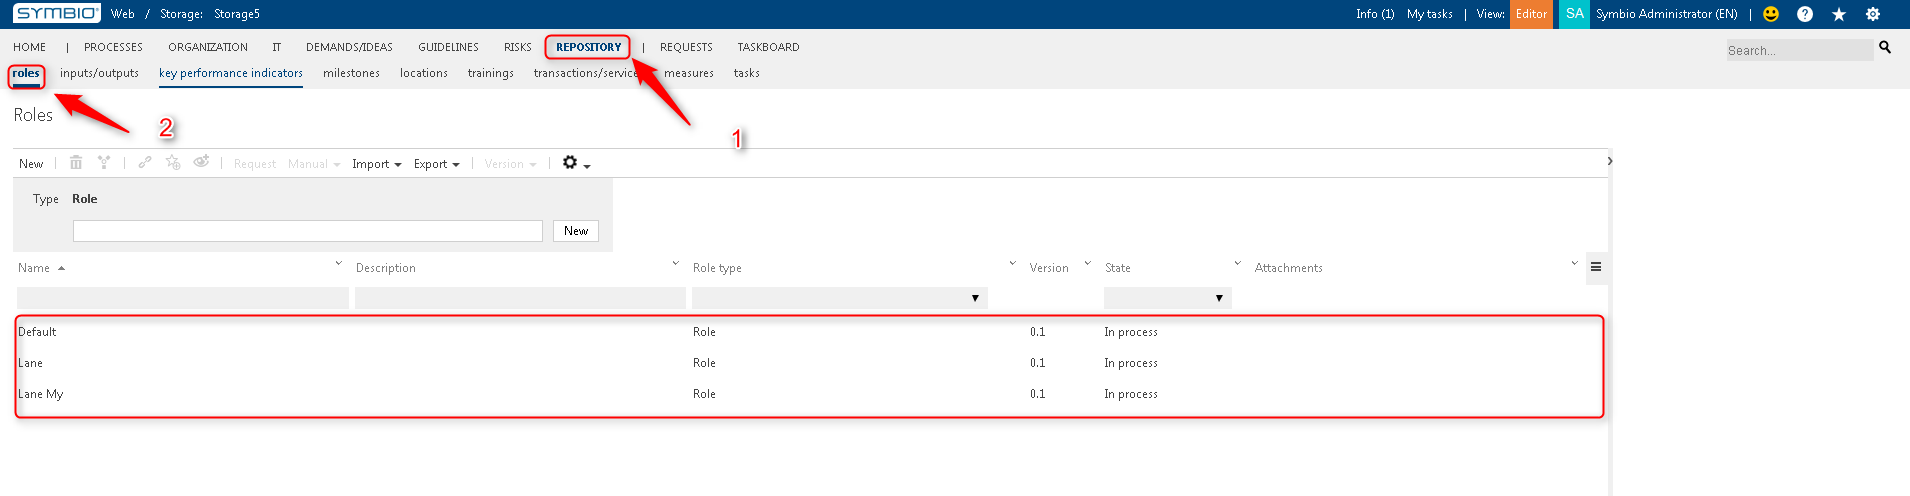 SYMBIO Web / Storage: Storage5 Info (1) My tasks | View: Editor SA Symbio Administrator (EN) | ?
HOME | PROCESSES ORGANIZATION IT DEMANDS/IDEAS GUIDELINES RISKS REPOSITORY | REQUESTS TASKBOARD Search...
roles inputs/outputs key performance indicators milestones locations trainings transactions/service measures tasks
Roles 2 1
New | | | Request Manual Import Export | Version |
Type Role
New
Name Description Role type Version State Attachments
Default Role 0.1 In process
Lane Role 0.1 In process
Lane My Role 0.1 In process